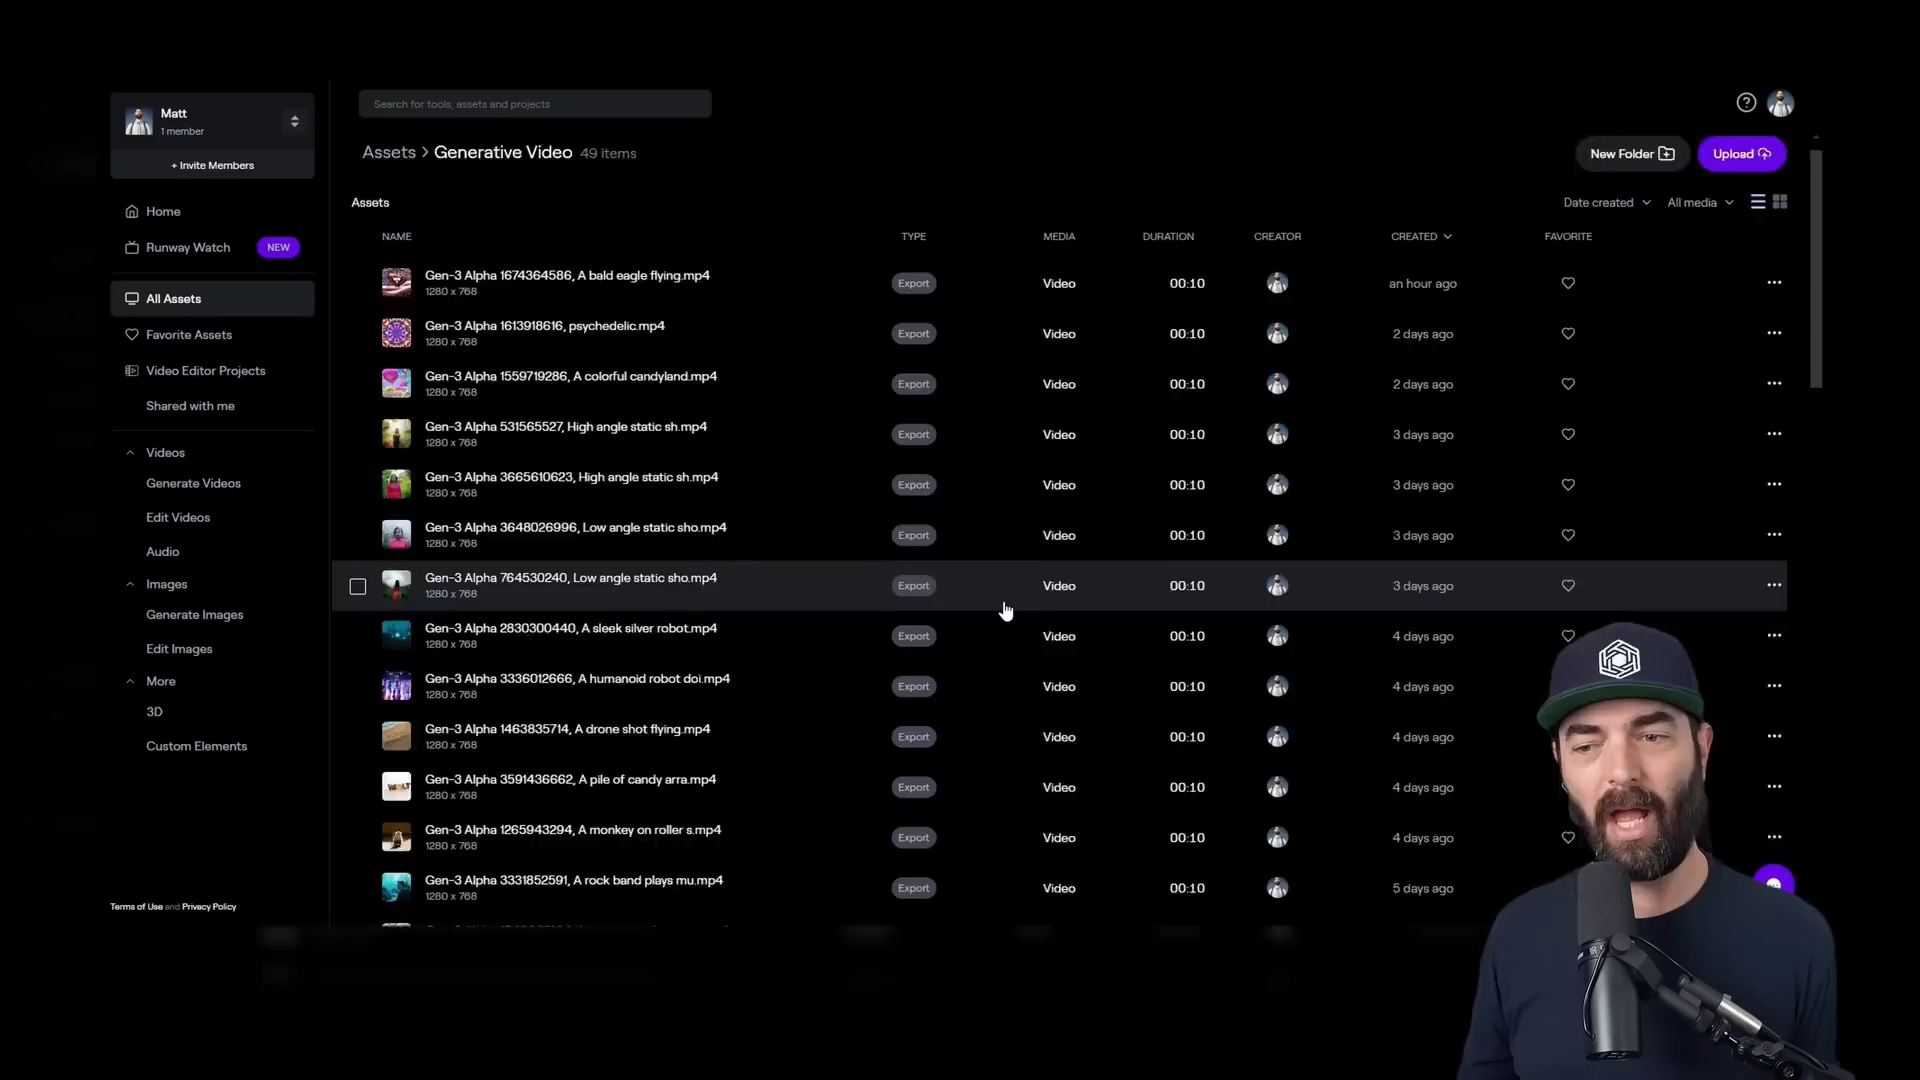 Matt
1 member
+ Invite Members
Home
Runway Watch NEW
All Assets
Favorite Assets
Video Editor Projects
Shared with me
Videos
Generate Videos
Edit Videos
Audio
Images
Generate Images
Edit Images
More
3D
Custom Elements
Terms of Use and Privacy Policy
Search for tools, assets and projects
Assets > Generative Video 49 items
New Folder
Upload
Assets
Date created
All media
NAME TYPE MEDIA DURATION CREATOR CREATED FAVORITE
Gen-3 Alpha 1674364586, A bald eagle flying.mp4 Export Video 00:10 an hour ago
1280 x 768
Gen-3 Alpha 1613918616, psychedelic.mp4 Export Video 00:10 2 days ago
1280 x 768
Gen-3 Alpha 1559719286, A colorful candyland.mp4 Export Video 00:10 2 days ago
1280 x 768
Gen-3 Alpha 531565527, High angle static sh.mp4 Export Video 00:10 3 days ago
1280 x 768
Gen-3 Alpha 3665610623, High angle static sh.mp4 Export Video 00:10 3 days ago
1280 x 768
Gen-3 Alpha 3648026996, Low angle static sho.mp4 Export Video 00:10 3 days ago
1280 x 768
Gen-3 Alpha 764530240, Low angle static sho.mp4 Export Video 00:10 3 days ago
1280 x 768
Gen-3 Alpha 2830300440, A sleek silver robot.mp4 Export Video 00:10 4 days ago
1280 x 768
Gen-3 Alpha 3336012666, A humanoid robot doi.mp4 Export Video 00:10 4 days ago
1280 x 768
Gen-3 Alpha 1463835714, A drone shot flying.mp4 Export Video 00:10 4 days ago
1280 x 768
Gen-3 Alpha 3591436662, A pile of candy arra.mp4 Export Video 00:10 4 days ago
1280 x 768
Gen-3 Alpha 1265943294, A monkey on roller s.mp4 Export Video 00:10 4 days ago
1280 x 768
Gen-3 Alpha 3331852591, A rock band plays mu.mp4 Export Video 00:10 5 days ago
1280 x 768